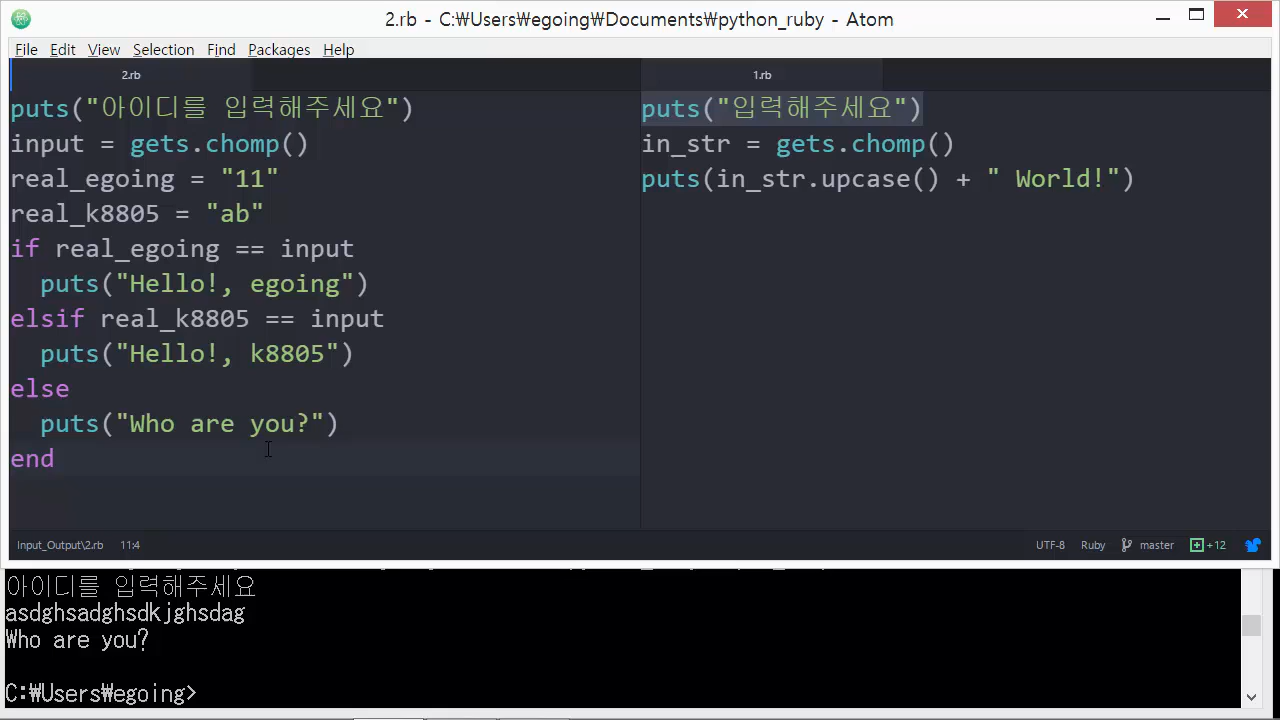 2.rb - C:₩Users₩egoing₩Documents₩python_ruby - Atom
File Edit View Selection Find Packages Help
2.rb
puts("아이디를 입력해주세요")
input = gets.chomp()
real_egoing = "11"
real_k8805 = "ab"
if real_egoing == input
  puts("Hello!, egoing")
elsif real_k8805 == input
  puts("Hello!, k8805")
else
  puts("Who are you?")
end
1.rb
puts("입력해주세요")
in_str = gets.chomp()
puts(in_str.upcase() + " World!")
Input_Output\2.rb 11:4
UTF-8 Ruby master +12
아이디를 입력해주세요
asdghsadghsdkjghsdag
Who are you?
C:₩Users₩egoing>